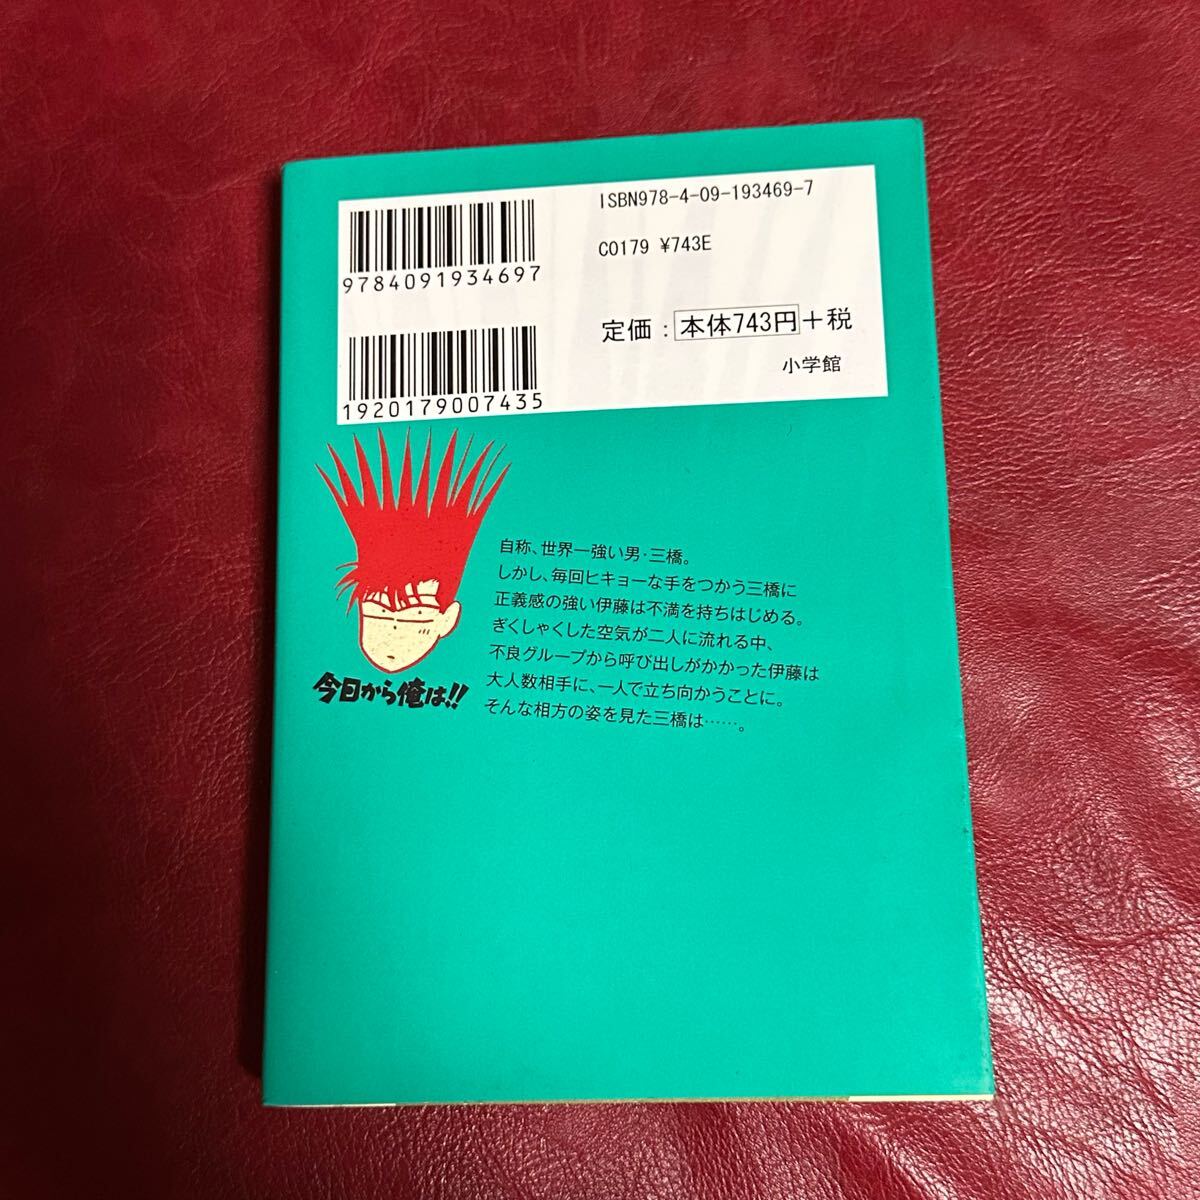 ISBN978-4-09-193469-7
9784091934697
C0179 ¥743E
定価：本体743円+税
小学館
1920179007435
自称、世界一強い男・三橋。
しかし、毎回ヒキョーな手をつかう三橋に
正義感の強い伊藤は不満を持ちはじめる。
ぎくしゃくした空気が二人に流れる中、
不良グループから呼び出しがかかった伊藤は
大人数相手に、一人で立ち向かうことに。
そんな相方の姿を見た三橋は……。
今日から俺は!!